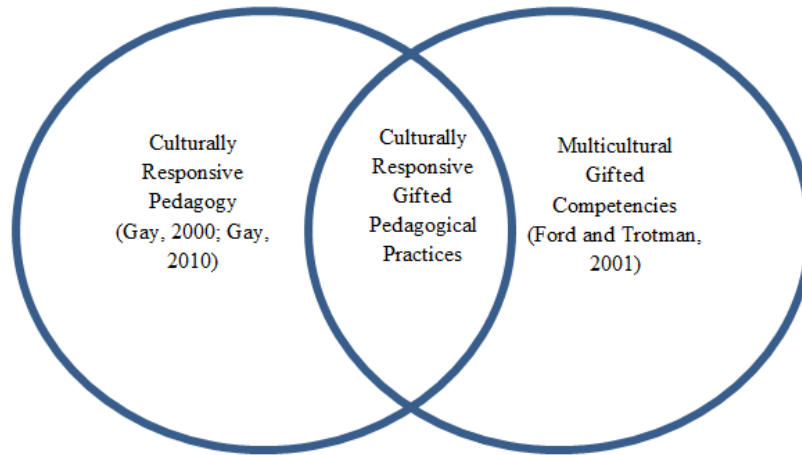 Culturally
Responsive
Pedagogy
(Gay, 2000; Gay,
2010)
Culturally
Responsive
Gifted
Pedagogical
Practices
Multicultural
Gifted
Competencies
(Ford and Trotman,
2001)